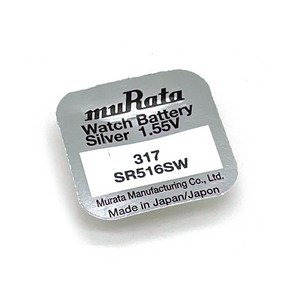 muRata
Watch Battery
Silver 1.55V
317
SR516SW
Murata Manufacturing Co., Ltd.
Made in Japan/Japon